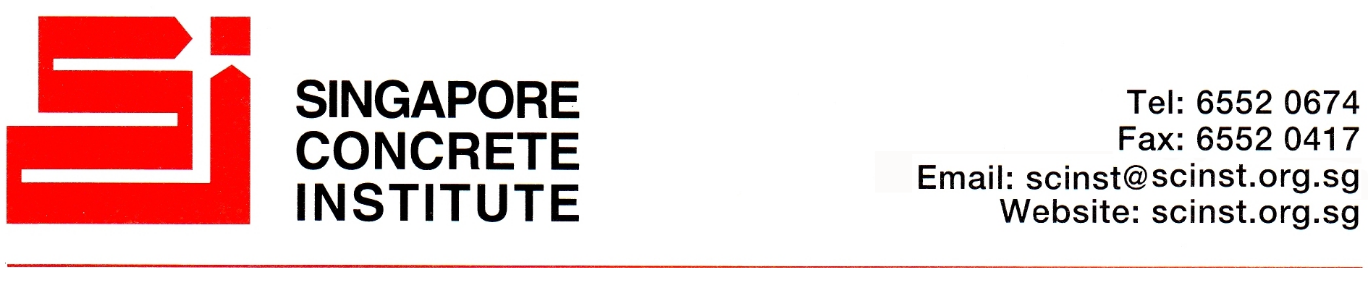 SINGAPORE
CONCRETE
INSTITUTE
Tel: 6552 0674
Fax: 6552 0417
Email: scinst@scinst.org.sg
Website: scinst.org.sg